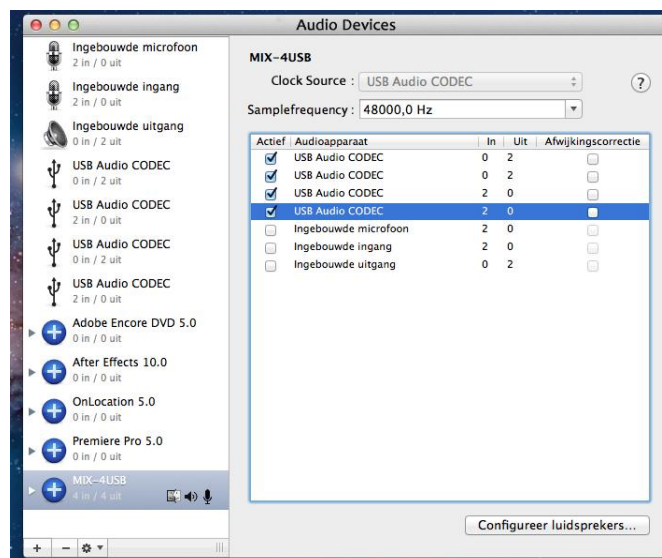 Audio Devices
Ingebouwde microfoon
2 in / 0 uit
Ingebouwde ingang
2 in / 0 uit
Ingebouwde uitgang
0 in / 2 uit
USB Audio CODEC
0 in / 2 uit
USB Audio CODEC
2 in / 0 uit
USB Audio CODEC
0 in / 2 uit
USB Audio CODEC
2 in / 0 uit
Adobe Encore DVD 5.0
0 in / 0 uit
After Effects 10.0
0 in / 0 uit
OnLocation 5.0
0 in / 0 uit
Premiere Pro 5.0
0 in / 0 uit
MIX-4USB
4 in / 4 uit
MIX-4USB
Clock Source : USB Audio CODEC ?
Samplefrequency : 48000,0 Hz
Actief Audioapparaat In Uit Afwijkingscorrectie
USB Audio CODEC 0 2
USB Audio CODEC 0 2
USB Audio CODEC 2 0
USB Audio CODEC 2 0
Ingebouwde microfoon 2 0
Ingebouwde ingang 2 0
Ingebouwde uitgang 0 2
Configureer luidsprekers...